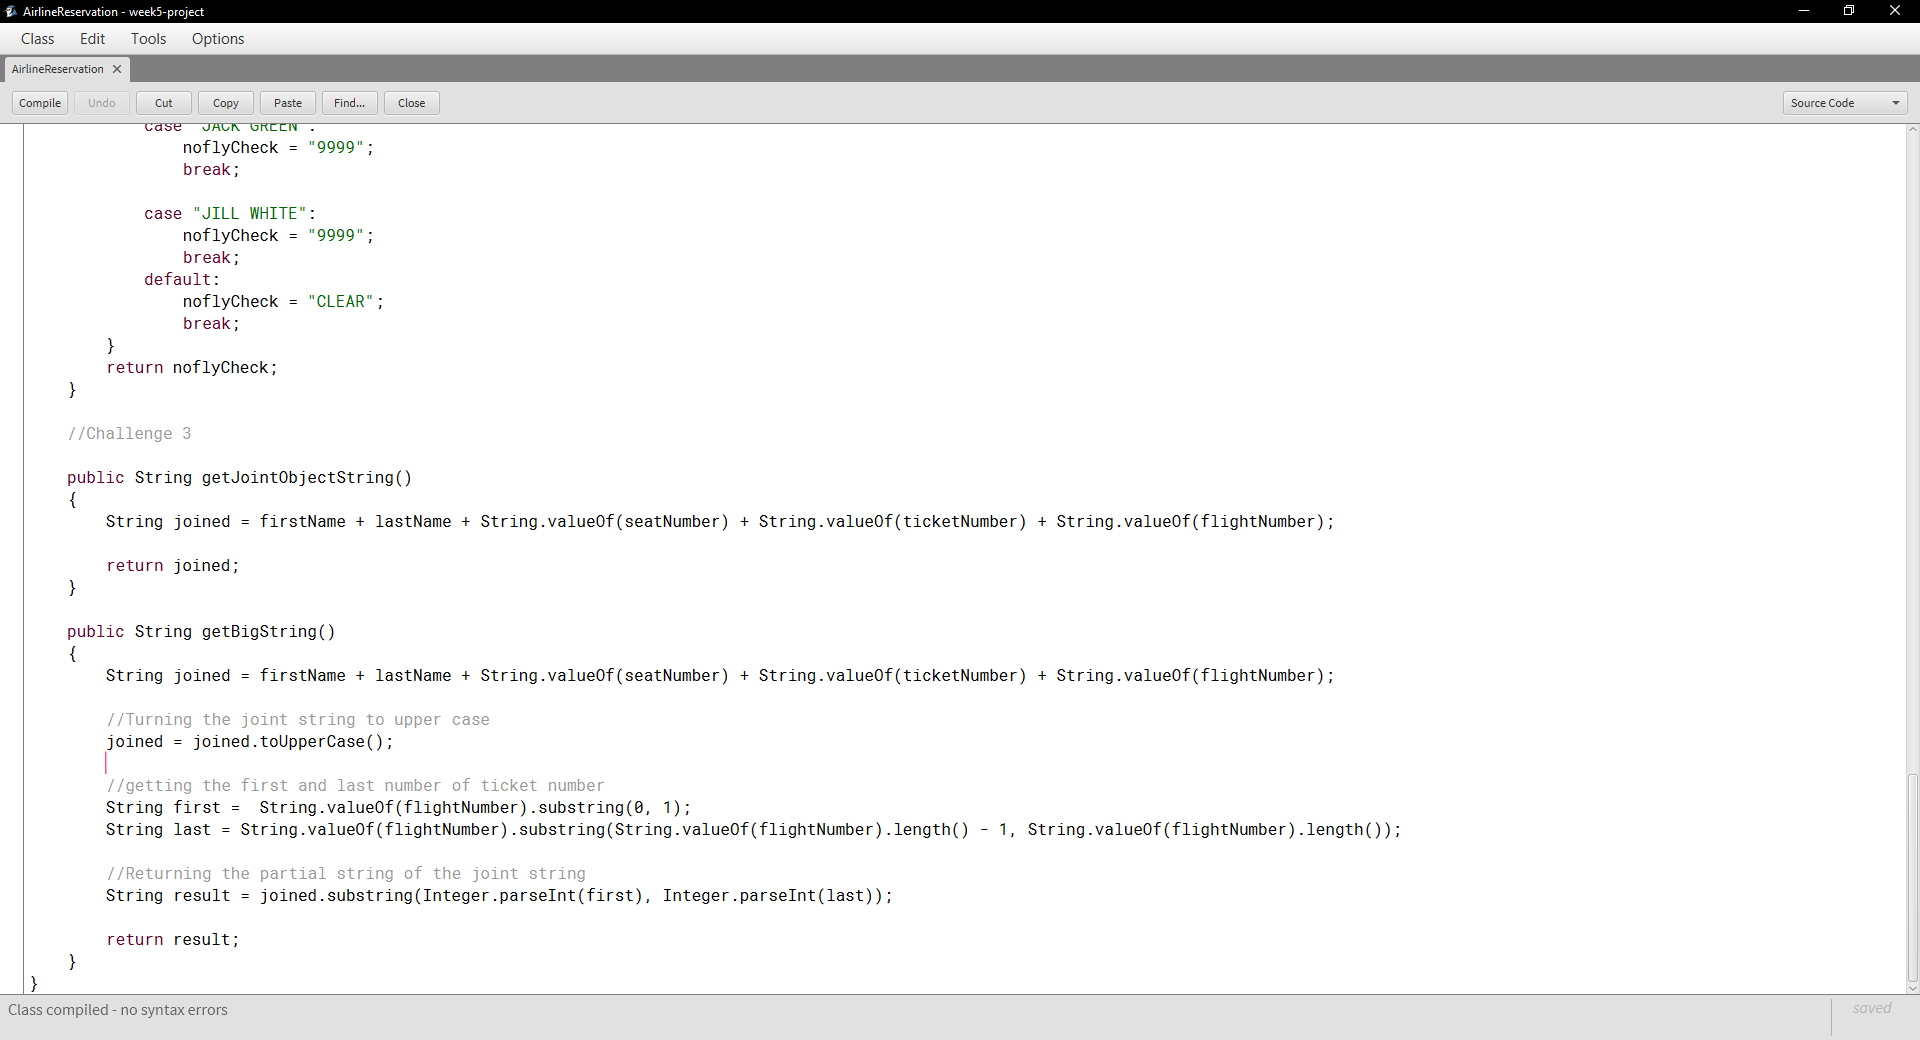 AirlineReservation - week5-project
Class Edit Tools Options
AirlineReservation
Compile Undo Cut Copy Paste Find... Close Source Code
case "JACK GREEN":
noflyCheck = "9999";
break;
case "JILL WHITE":
noflyCheck = "9999";
break;
default:
noflyCheck = "CLEAR";
break;
}
return noflyCheck;
}
//Challenge 3
public String getJointObjectString()
{
String joined = firstName + lastName + String.valueOf(seatNumber) + String.valueOf(ticketNumber) + String.valueOf(flightNumber);
return joined;
}
public String getBigString()
{
String joined = firstName + lastName + String.valueOf(seatNumber) + String.valueOf(ticketNumber) + String.valueOf(flightNumber);
//Turning the joint string to upper case
joined = joined.toUpperCase();
//getting the first and last number of ticket number
String first =  String.valueOf(flightNumber).substring(0, 1);
String last = String.valueOf(flightNumber).substring(String.valueOf(flightNumber).length() - 1, String.valueOf(flightNumber).length());
//Returning the partial string of the joint string
String result = joined.substring(Integer.parseInt(first), Integer.parseInt(last));
return result;
}
}
Class compiled - no syntax errors
saved